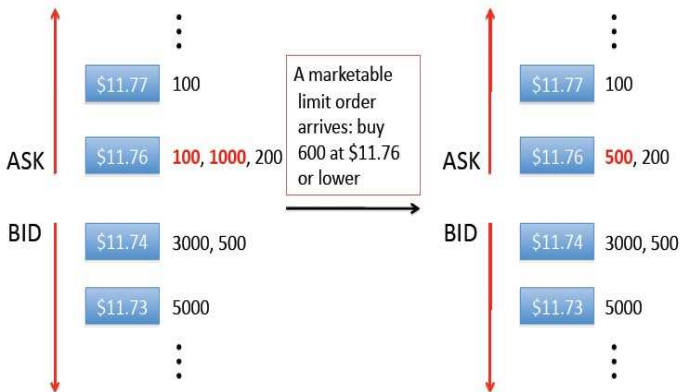 $11.77 100
$11.76 100, 1000, 200
ASK
BID
$11.74 3000, 500
$11.73 5000
A marketable
limit order
arrives: buy
600 at $11.76
or lower
$11.77 100
$11.76 500, 200
ASK
BID
$11.74 3000, 500
$11.73 5000